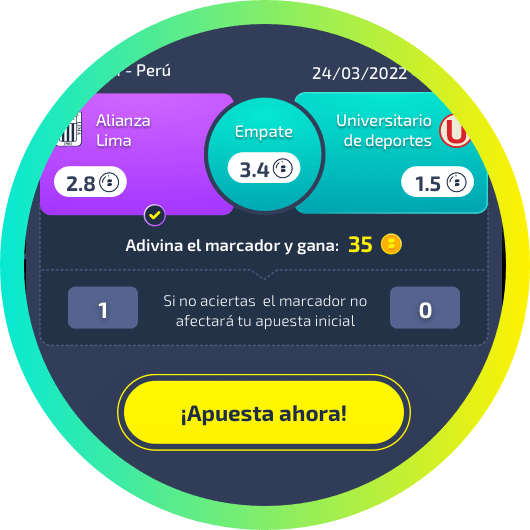 - Perú
24/03/2022
Alianza
Lima
Empate
Universitario
de deportes
U
2.8
3.4
1.5
Adivina el marcador y gana: 35
1
Si no aciertas el marcador no
afectará tu apuesta inicial
0
¡Apuesta ahora!